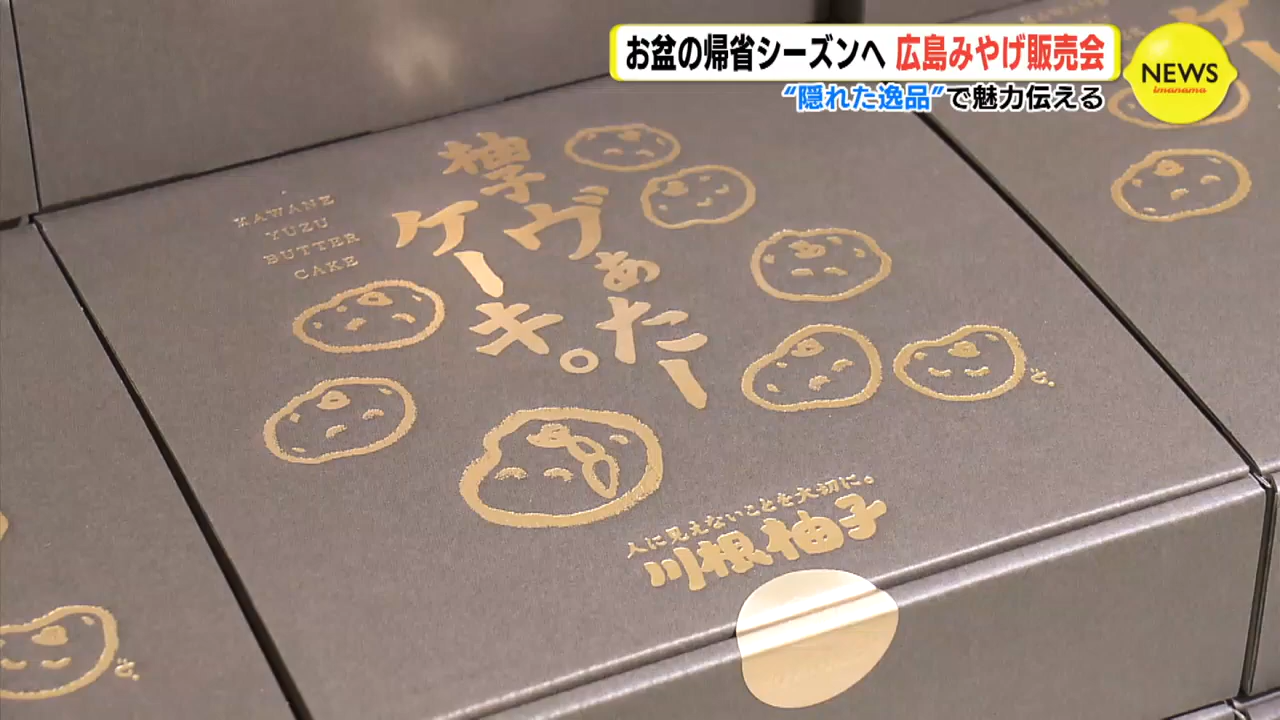 お盆の帰省シーズンへ 広島みやげ販売会
“隠れた逸品”で魅力伝える
NEWS
imanama
KAWANE
YUZU
BUTTER
CAKE
柚子
ヴぁたー
ケーキ。
人に見えないことを大切に。
川根柚子